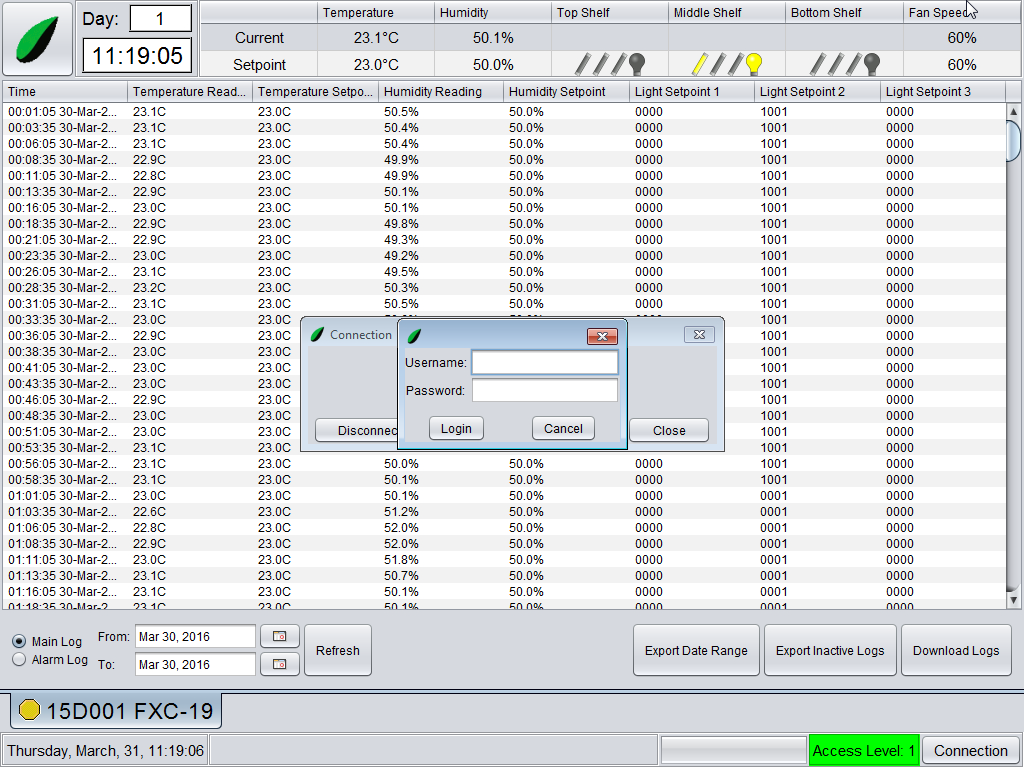 Day: 1
11:19:05
Temperature Humidity Top Shelf Middle Shelf Bottom Shelf Fan Speed
Current 23.1°C 50.1% 60%
Setpoint 23.0°C 50.0% 60%
Time Temperature Read... Temperature Setpo... Humidity Reading Humidity Setpoint Light Setpoint 1 Light Setpoint 2 Light Setpoint 3
00:01:05 30-Mar-2... 23.1C 23.0C 50.5% 50.0% 0000 1001 0000
00:03:35 30-Mar-2... 23.1C 23.0C 50.4% 50.0% 0000 1001 0000
00:06:05 30-Mar-2... 23.1C 23.0C 50.4% 50.0% 0000 1001 0000
00:08:35 30-Mar-2... 22.9C 23.0C 49.9% 50.0% 0000 1001 0000
00:11:05 30-Mar-2... 22.8C 23.0C 49.9% 50.0% 0000 1001 0000
00:13:35 30-Mar-2... 22.9C 23.0C 50.1% 50.0% 0000 1001 0000
00:16:05 30-Mar-2... 23.0C 23.0C 50.1% 50.0% 0000 1001 0000
00:18:35 30-Mar-2... 22.9C 23.0C 49.8% 50.0% 0000 1001 0000
00:21:05 30-Mar-2... 22.9C 23.0C 49.3% 50.0% 0000 1001 0000
00:23:35 30-Mar-2... 23.0C 23.0C 49.2% 50.0% 0000 1001 0000
00:26:05 30-Mar-2... 23.1C 23.0C 49.5% 50.0% 0000 1001 0000
00:28:35 30-Mar-2... 23.2C 23.0C 50.3% 50.0% 0000 1001 0000
00:31:05 30-Mar-2... 23.1C 23.0C 50.5% 50.0% 0000 1001 0000
00:33:35 30-Mar-2... 23.0C 23.0C 1001 0000
00:36:05 30-Mar-2... 22.9C 23.0C 1001 0000
00:38:35 30-Mar-2... 23.0C 23.0C 1001 0000
00:41:05 30-Mar-2... 23.0C 23.0C 1001 0000
00:43:35 30-Mar-2... 23.0C 23.0C 1001 0000
00:46:05 30-Mar-2... 22.9C 23.0C 1001 0000
00:48:35 30-Mar-2... 23.0C 23.0C 1001 0000
00:51:05 30-Mar-2... 23.0C 23.0C 1001 0000
00:53:35 30-Mar-2... 23.1C 23.0C 1001 0000
00:56:05 30-Mar-2... 23.1C 23.0C 50.0% 50.0% 0000 1001 0000
00:58:35 30-Mar-2... 23.1C 23.0C 50.1% 50.0% 0000 1001 0000
01:01:05 30-Mar-2... 23.0C 23.0C 50.1% 50.0% 0000 0001 0000
01:03:35 30-Mar-2... 22.6C 23.0C 51.2% 50.0% 0000 0001 0000
01:06:05 30-Mar-2... 22.8C 23.0C 52.0% 50.0% 0000 0001 0000
01:08:35 30-Mar-2... 22.9C 23.0C 52.0% 50.0% 0000 0001 0000
01:11:05 30-Mar-2... 23.0C 23.0C 51.8% 50.0% 0000 0001 0000
01:13:35 30-Mar-2... 23.1C 23.0C 50.7% 50.0% 0000 0001 0000
01:16:05 30-Mar-2... 23.1C 23.0C 50.1% 50.0% 0000 0001 0000
01:18:35 30-Mar-2... 23.1C 23.0C 50.1% 50.0% 0000 0001 0000
Connection
Username:
Password:
Disconnec Login Cancel Close
Main Log From: Mar 30, 2016
Alarm Log To: Mar 30, 2016
Refresh Export Date Range Export Inactive Logs Download Logs
15D001 FXC-19
Thursday, March, 31, 11:19:06 Access Level: 1 Connection